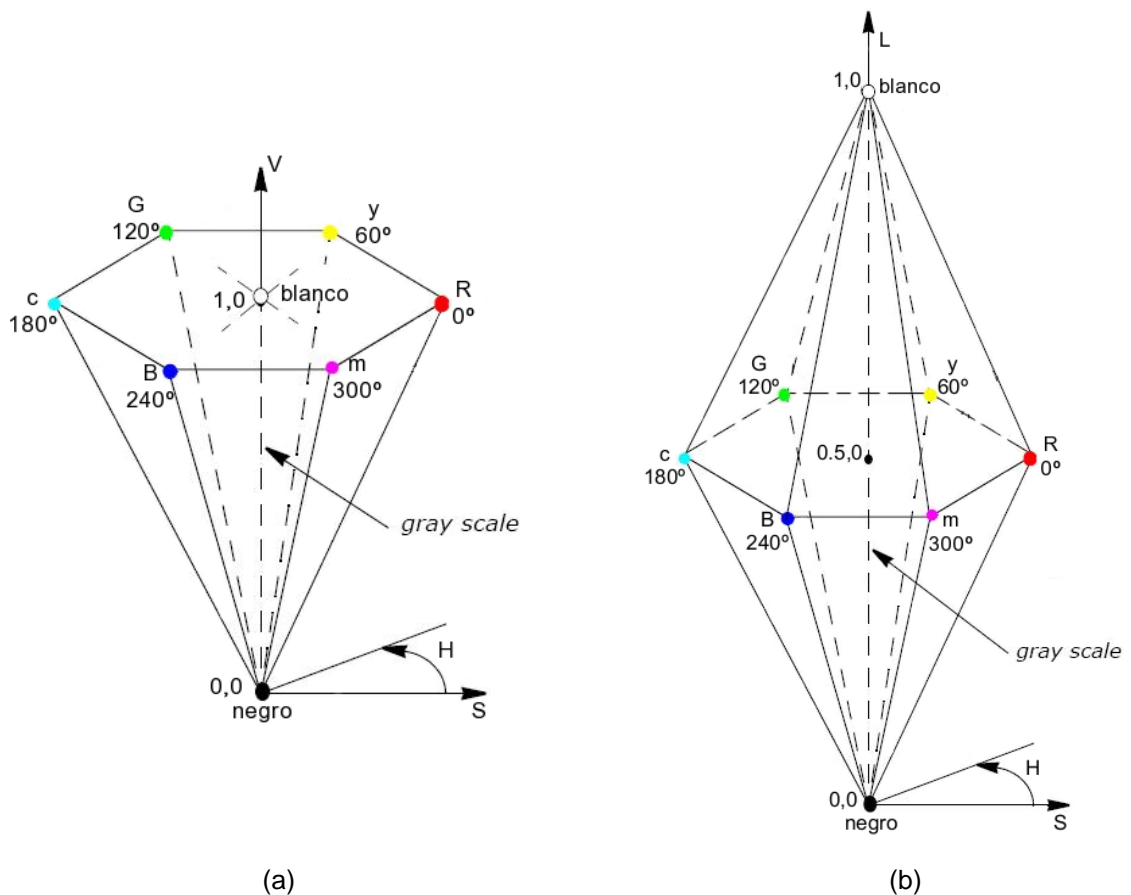 V
G
120º
y
60º
1,0
blanco
R
0º
c
180º
B
240º
m
300º
gray scale
H
0,0
negro
S
(a)
L
1,0
blanco
G
120º
y
60º
c
180º
0.5,0
R
0º
B
240º
m
300º
gray scale
H
0,0
negro
S
(b)